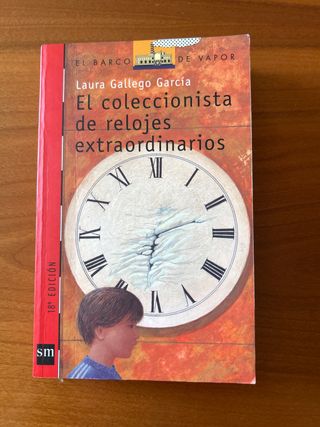 EL BARCO DE VAPOR
Laura Gallego García
El coleccionista
de relojes
extraordinarios
18ª EDICIÓN
sm